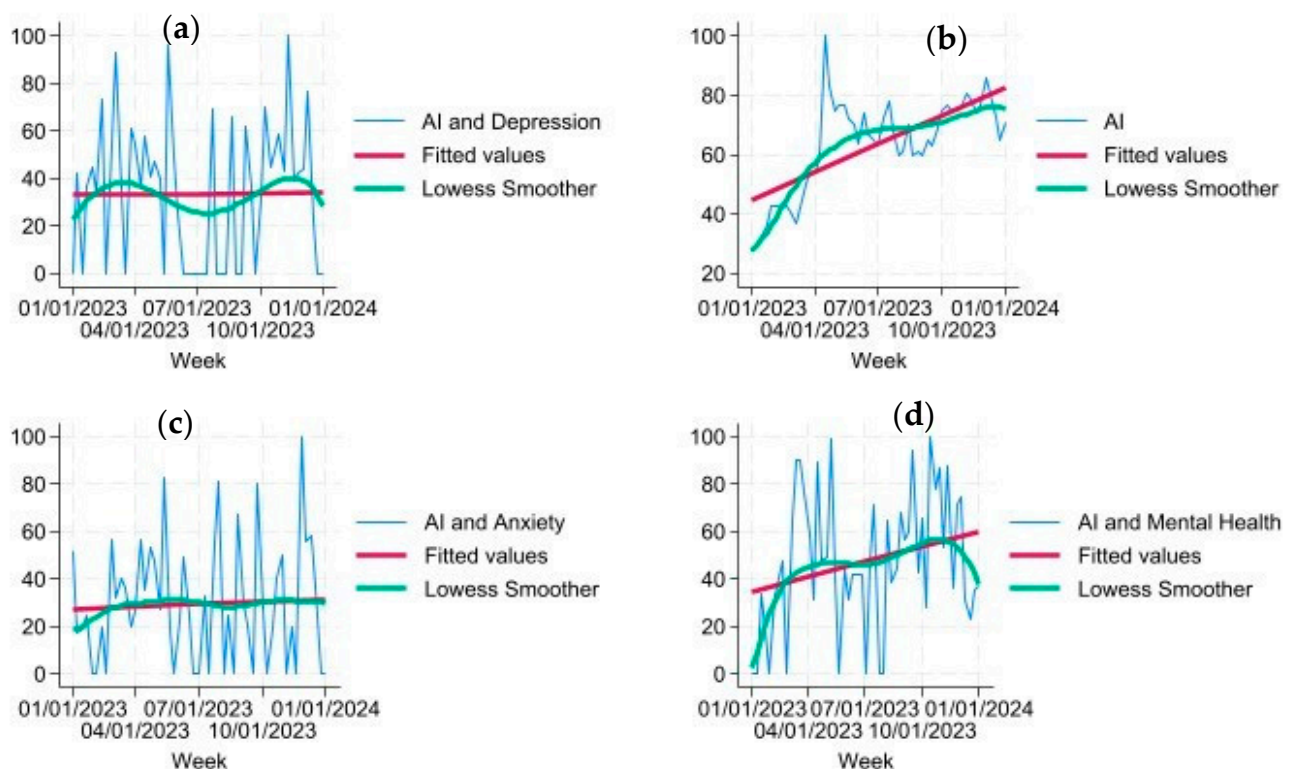 (a)
100
80
60
40
20
0
01/01/2023 07/01/2023 01/01/2024
04/01/2023 10/01/2023
Week
AI and Depression
Fitted values
Lowess Smoother
(b)
100
80
60
40
20
01/01/2023 07/01/2023 01/01/2024
04/01/2023 10/01/2023
Week
AI
Fitted values
Lowess Smoother
(c)
100
80
60
40
20
0
01/01/2023 07/01/2023 01/01/2024
04/01/2023 10/01/2023
Week
AI and Anxiety
Fitted values
Lowess Smoother
(d)
100
80
60
40
20
0
01/01/2023 07/01/2023 01/01/2024
04/01/2023 10/01/2023
Week
AI and Mental Health
Fitted values
Lowess Smoother